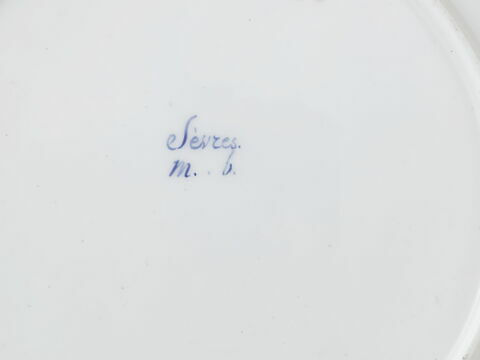 Sèvres.
m. . b.